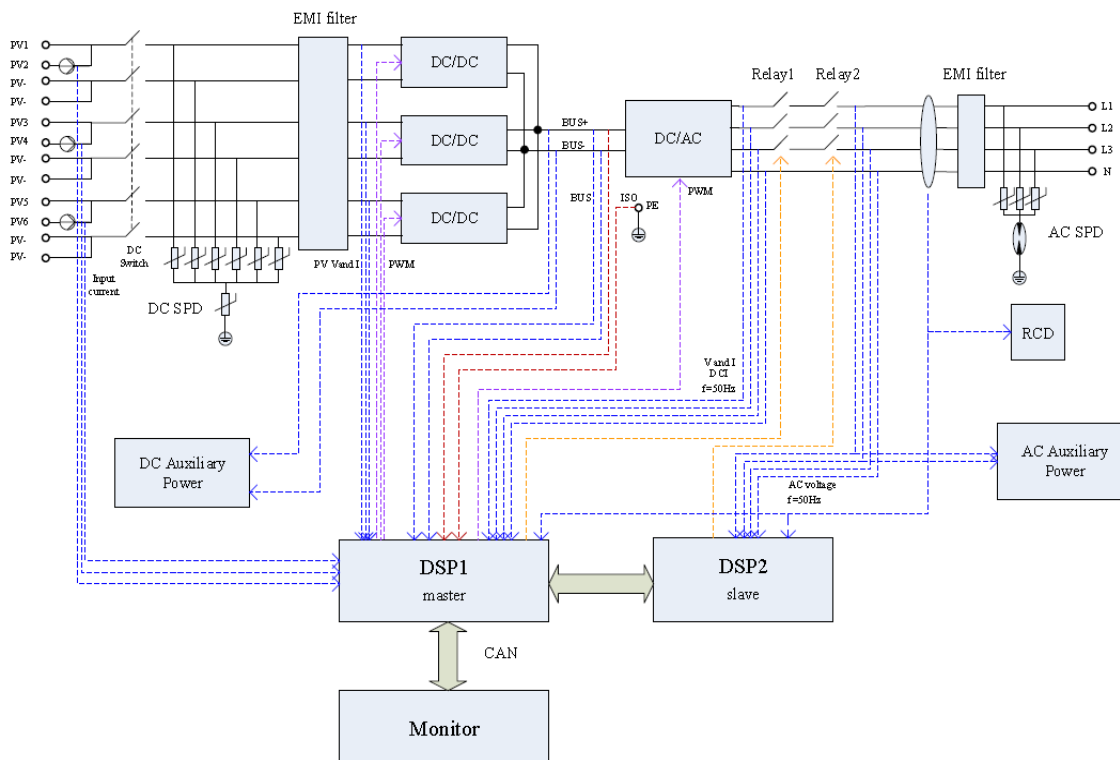 EMI filter
PV1
PV2
PV-
PV-
PV3
PV4
PV-
PV-
PV5
PV6
PV-
PV-
DC
Switch
Input
current
DC SPD
PV Vand I
PWM
DC/DC
DC/DC
DC/DC
BUS+
BUS-
BUS
ISO
PE
DC/AC
PWM
Relay1
Relay2
EMI filter
L1
L2
L3
N
AC SPD
RCD
V and I
DCI
f=50Hz
DC Auxiliary
Power
AC Auxiliary
Power
AC voltage
f=50Hz
DSP1
master
DSP2
slave
CAN
Monitor